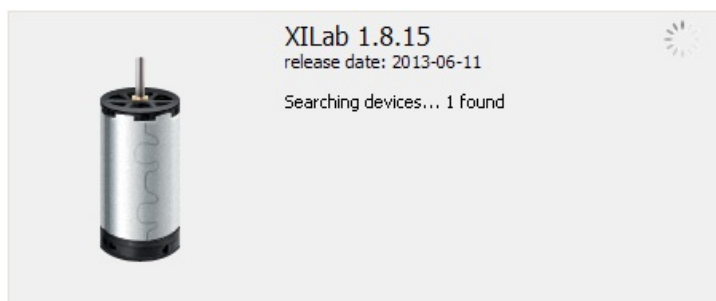 XILab 1.8.15
release date: 2013-06-11
Searching devices... 1 found